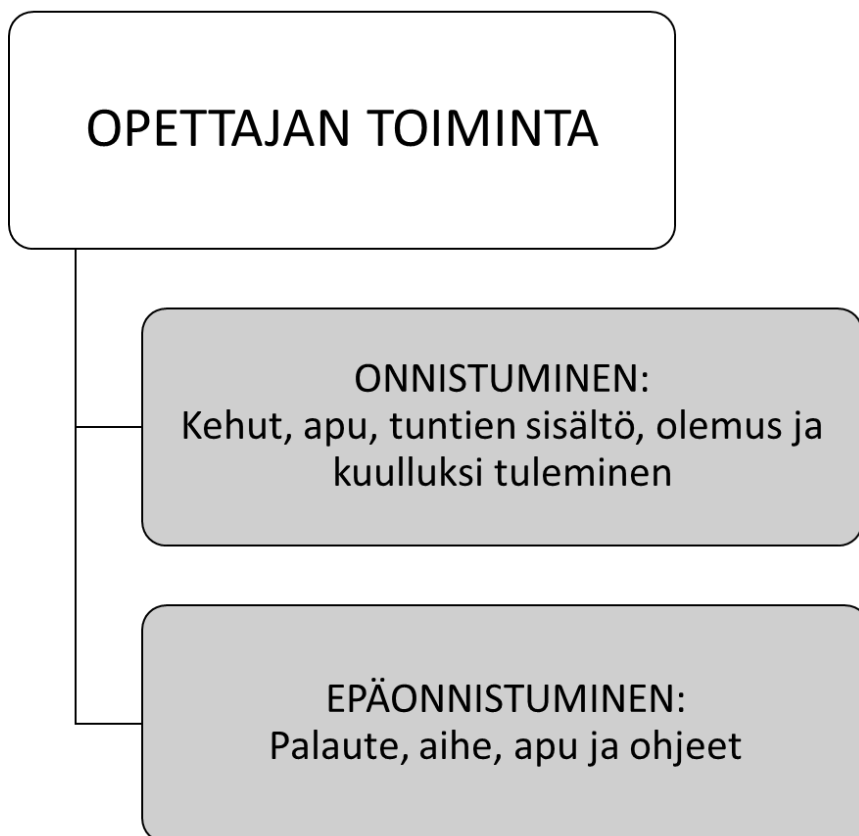 OPETTAJAN TOIMINTA
ONNISTUMINEN:
Kehut, apu, tuntien sisältö, olemus ja
kuulluksi tuleminen
EPÄONNISTUMINEN:
Palaute, aihe, apu ja ohjeet